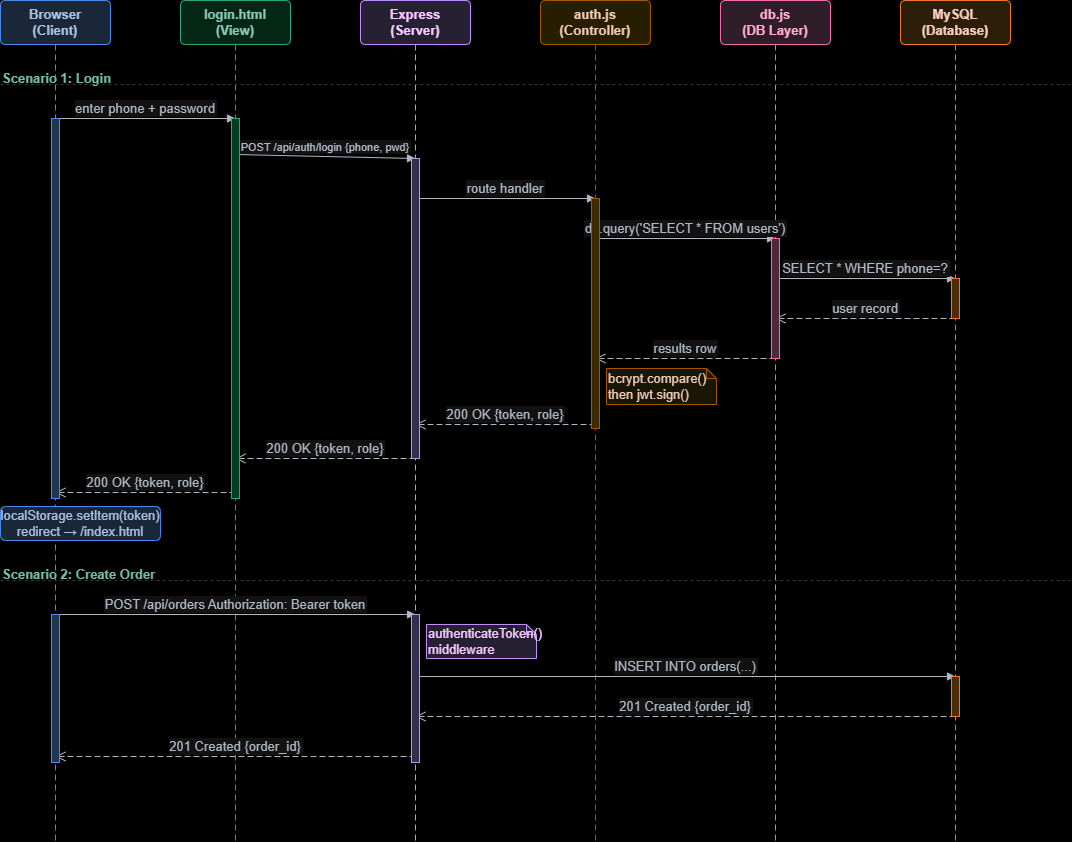 Browser
(Client)
login.html
(View)
Express
(Server)
auth.js
(Controller)
db.js
(DB Layer)
MySQL
(Database)
Scenario 1: Login
enter phone + password
POST /api/auth/login {phone, pwd}
route handler
.query('SELECT * FROM users')
SELECT * WHERE phone=?
user record
results row
bcrypt.compare()
then jwt.sign()
200 OK {token, role}
200 OK {token, role}
200 OK {token, role}
localStorage.setItem(token)
redirect → /index.html
Scenario 2: Create Order
POST /api/orders Authorization: Bearer token
authenticateToken()
middleware
INSERT INTO orders(...)
201 Created {order_id}
201 Created {order_id}